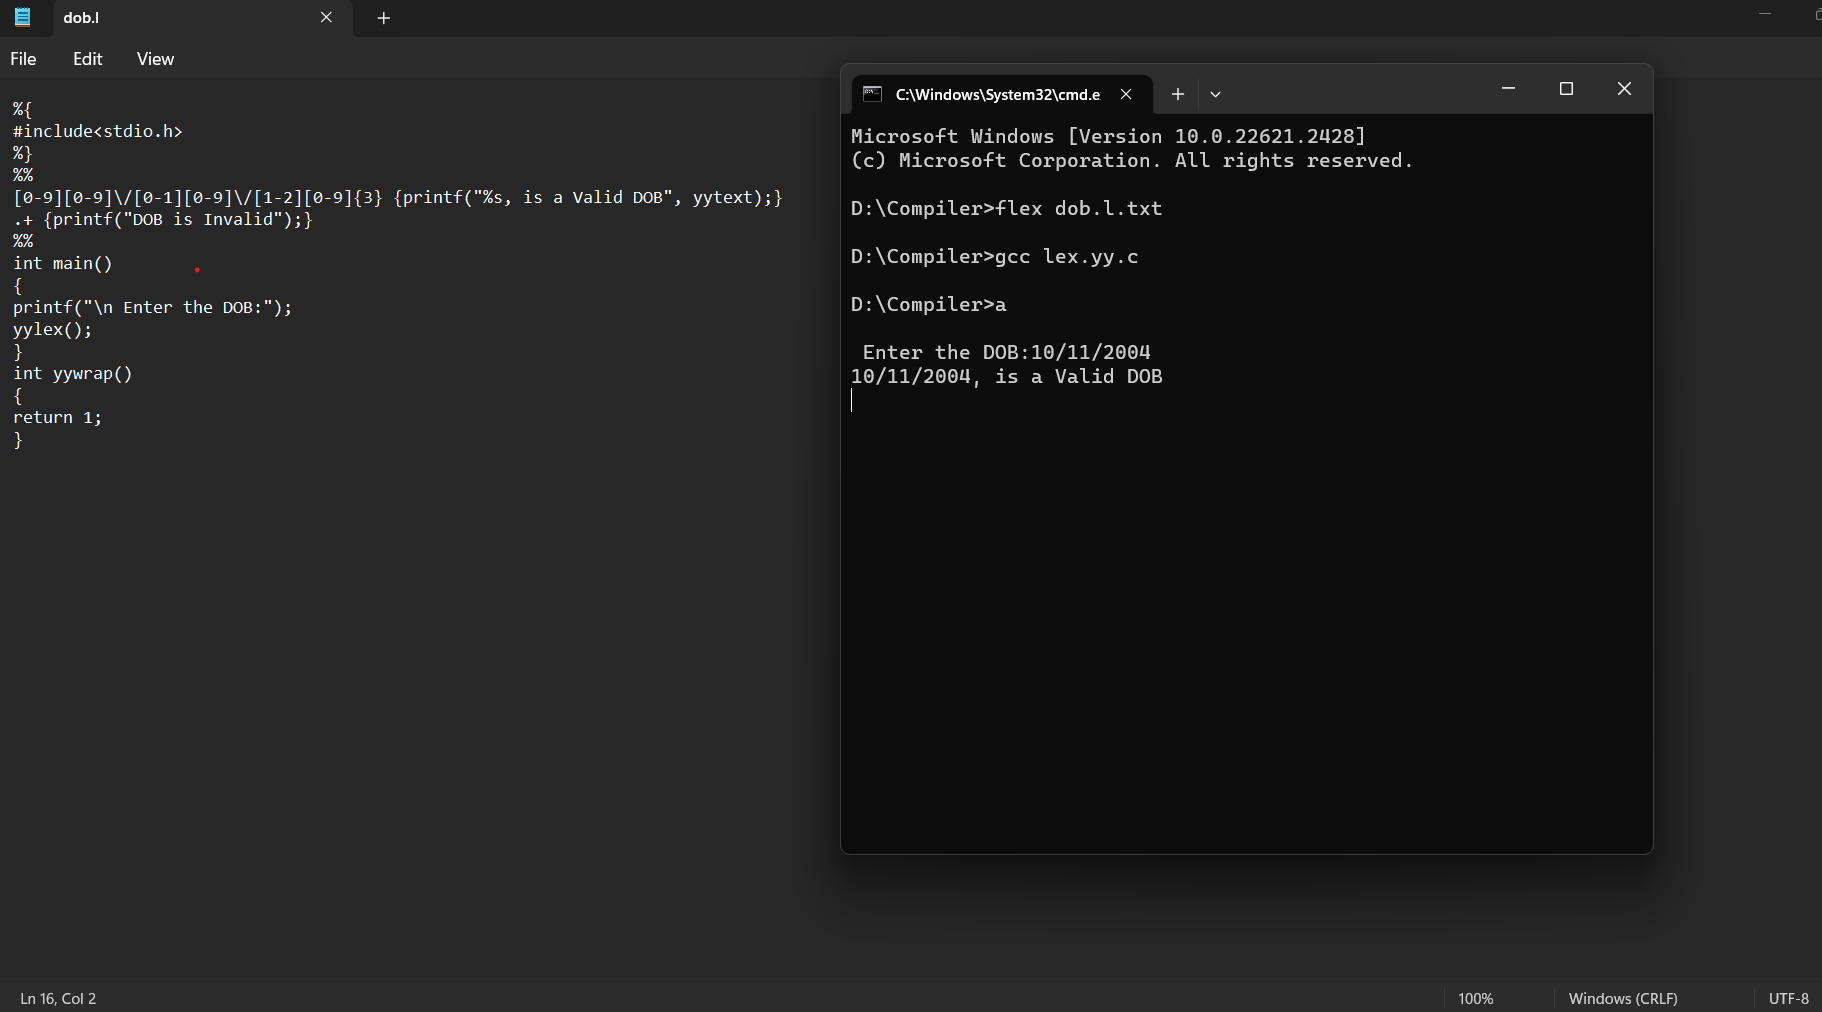 dob.l
File Edit View
%{
#include<stdio.h>
%}
%%
[0-9][0-9]\/[0-1][0-9]\/[1-2][0-9]{3} {printf("%s, is a Valid DOB", yytext);}
.+ {printf("DOB is Invalid");}
%%
int main()
{
printf("\n Enter the DOB:");
yylex();
}
int yywrap()
{
return 1;
}
C:\Windows\System32\cmd.e
Microsoft Windows [Version 10.0.22621.2428]
(c) Microsoft Corporation. All rights reserved.
D:\Compiler>flex dob.l.txt
D:\Compiler>gcc lex.yy.c
D:\Compiler>a
Enter the DOB:10/11/2004
10/11/2004, is a Valid DOB
Ln 16, Col 2
100%
Windows (CRLF)
UTF-8